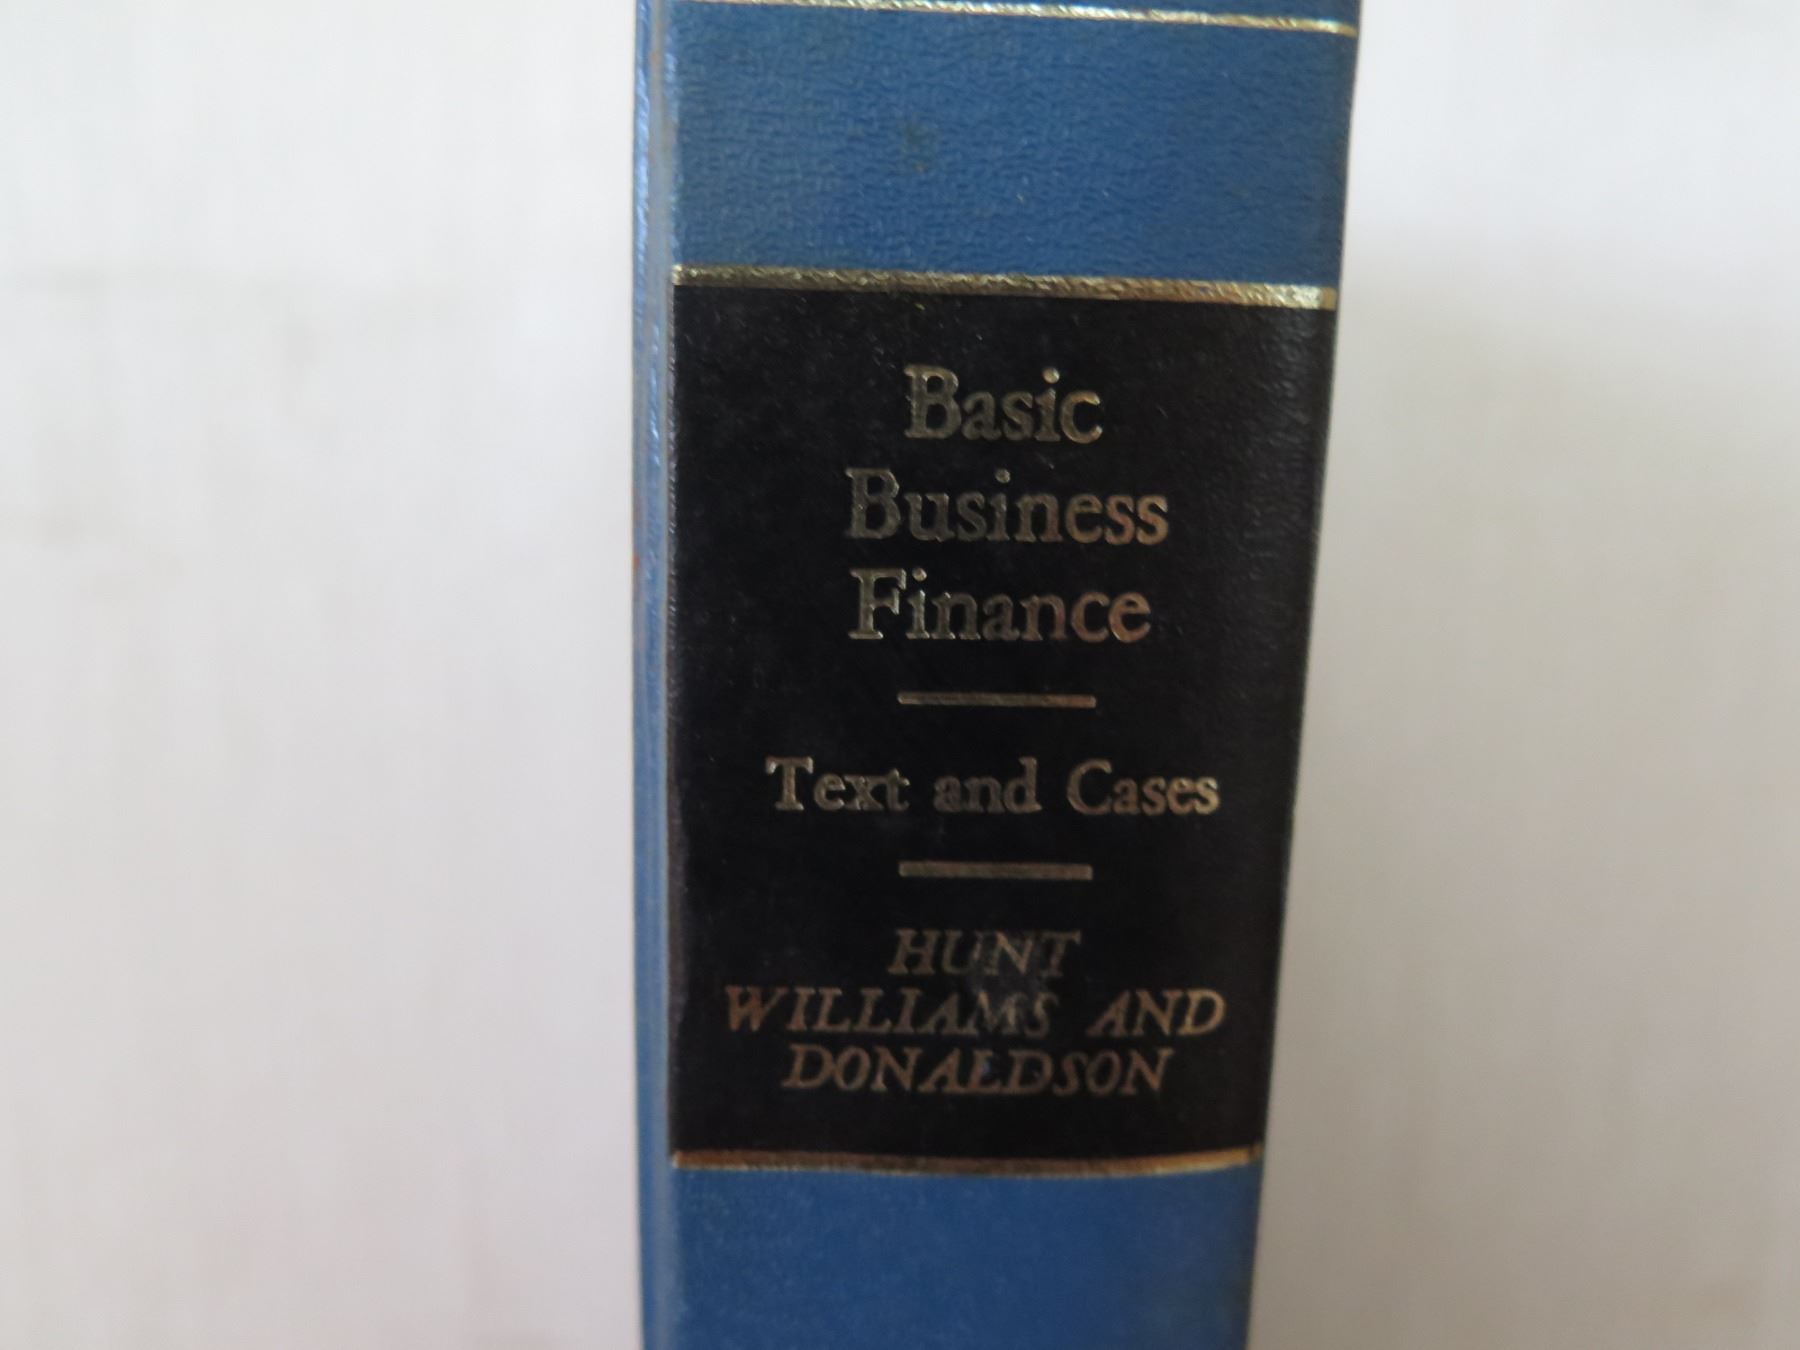 Basic
Business
Finance
Text and Cases
HUNT
WILLIAMS AND
DONALDSON